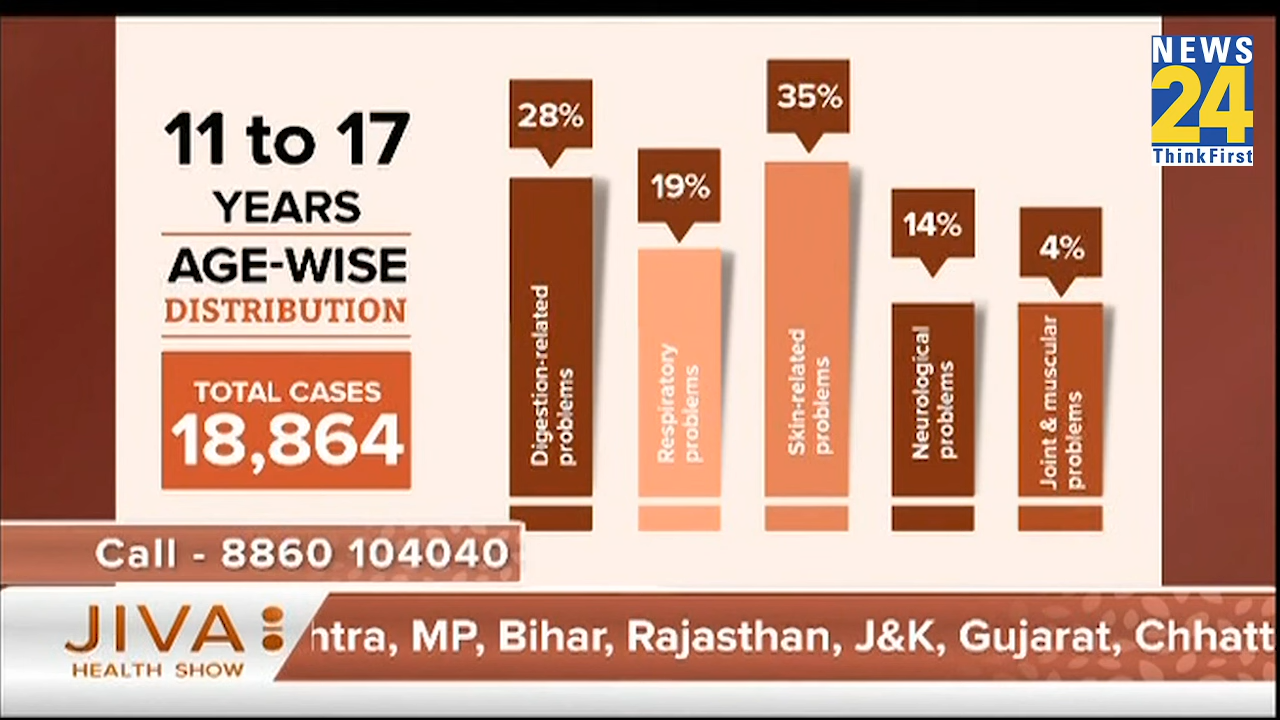 NEWS
24
ThinkFirst
11 to 17
YEARS
AGE-WISE
DISTRIBUTION
TOTAL CASES
18,864
28%
19%
35%
14%
4%
Digestion-related
problems
Respiratory
problems
Skin-related
problems
Neurological
problems
Joint & muscular
problems
Call - 8860 104040
JIVA
HEALTH SHOW
htra, MP, Bihar, Rajasthan, J&K, Gujarat, Chhatt